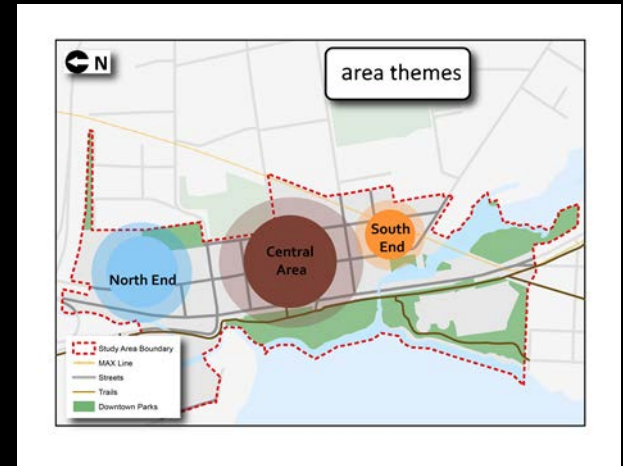 N
area themes
North End
Central
Area
South
End
Study Area Boundary
MAX Line
Streets
Trails
Downtown Parks